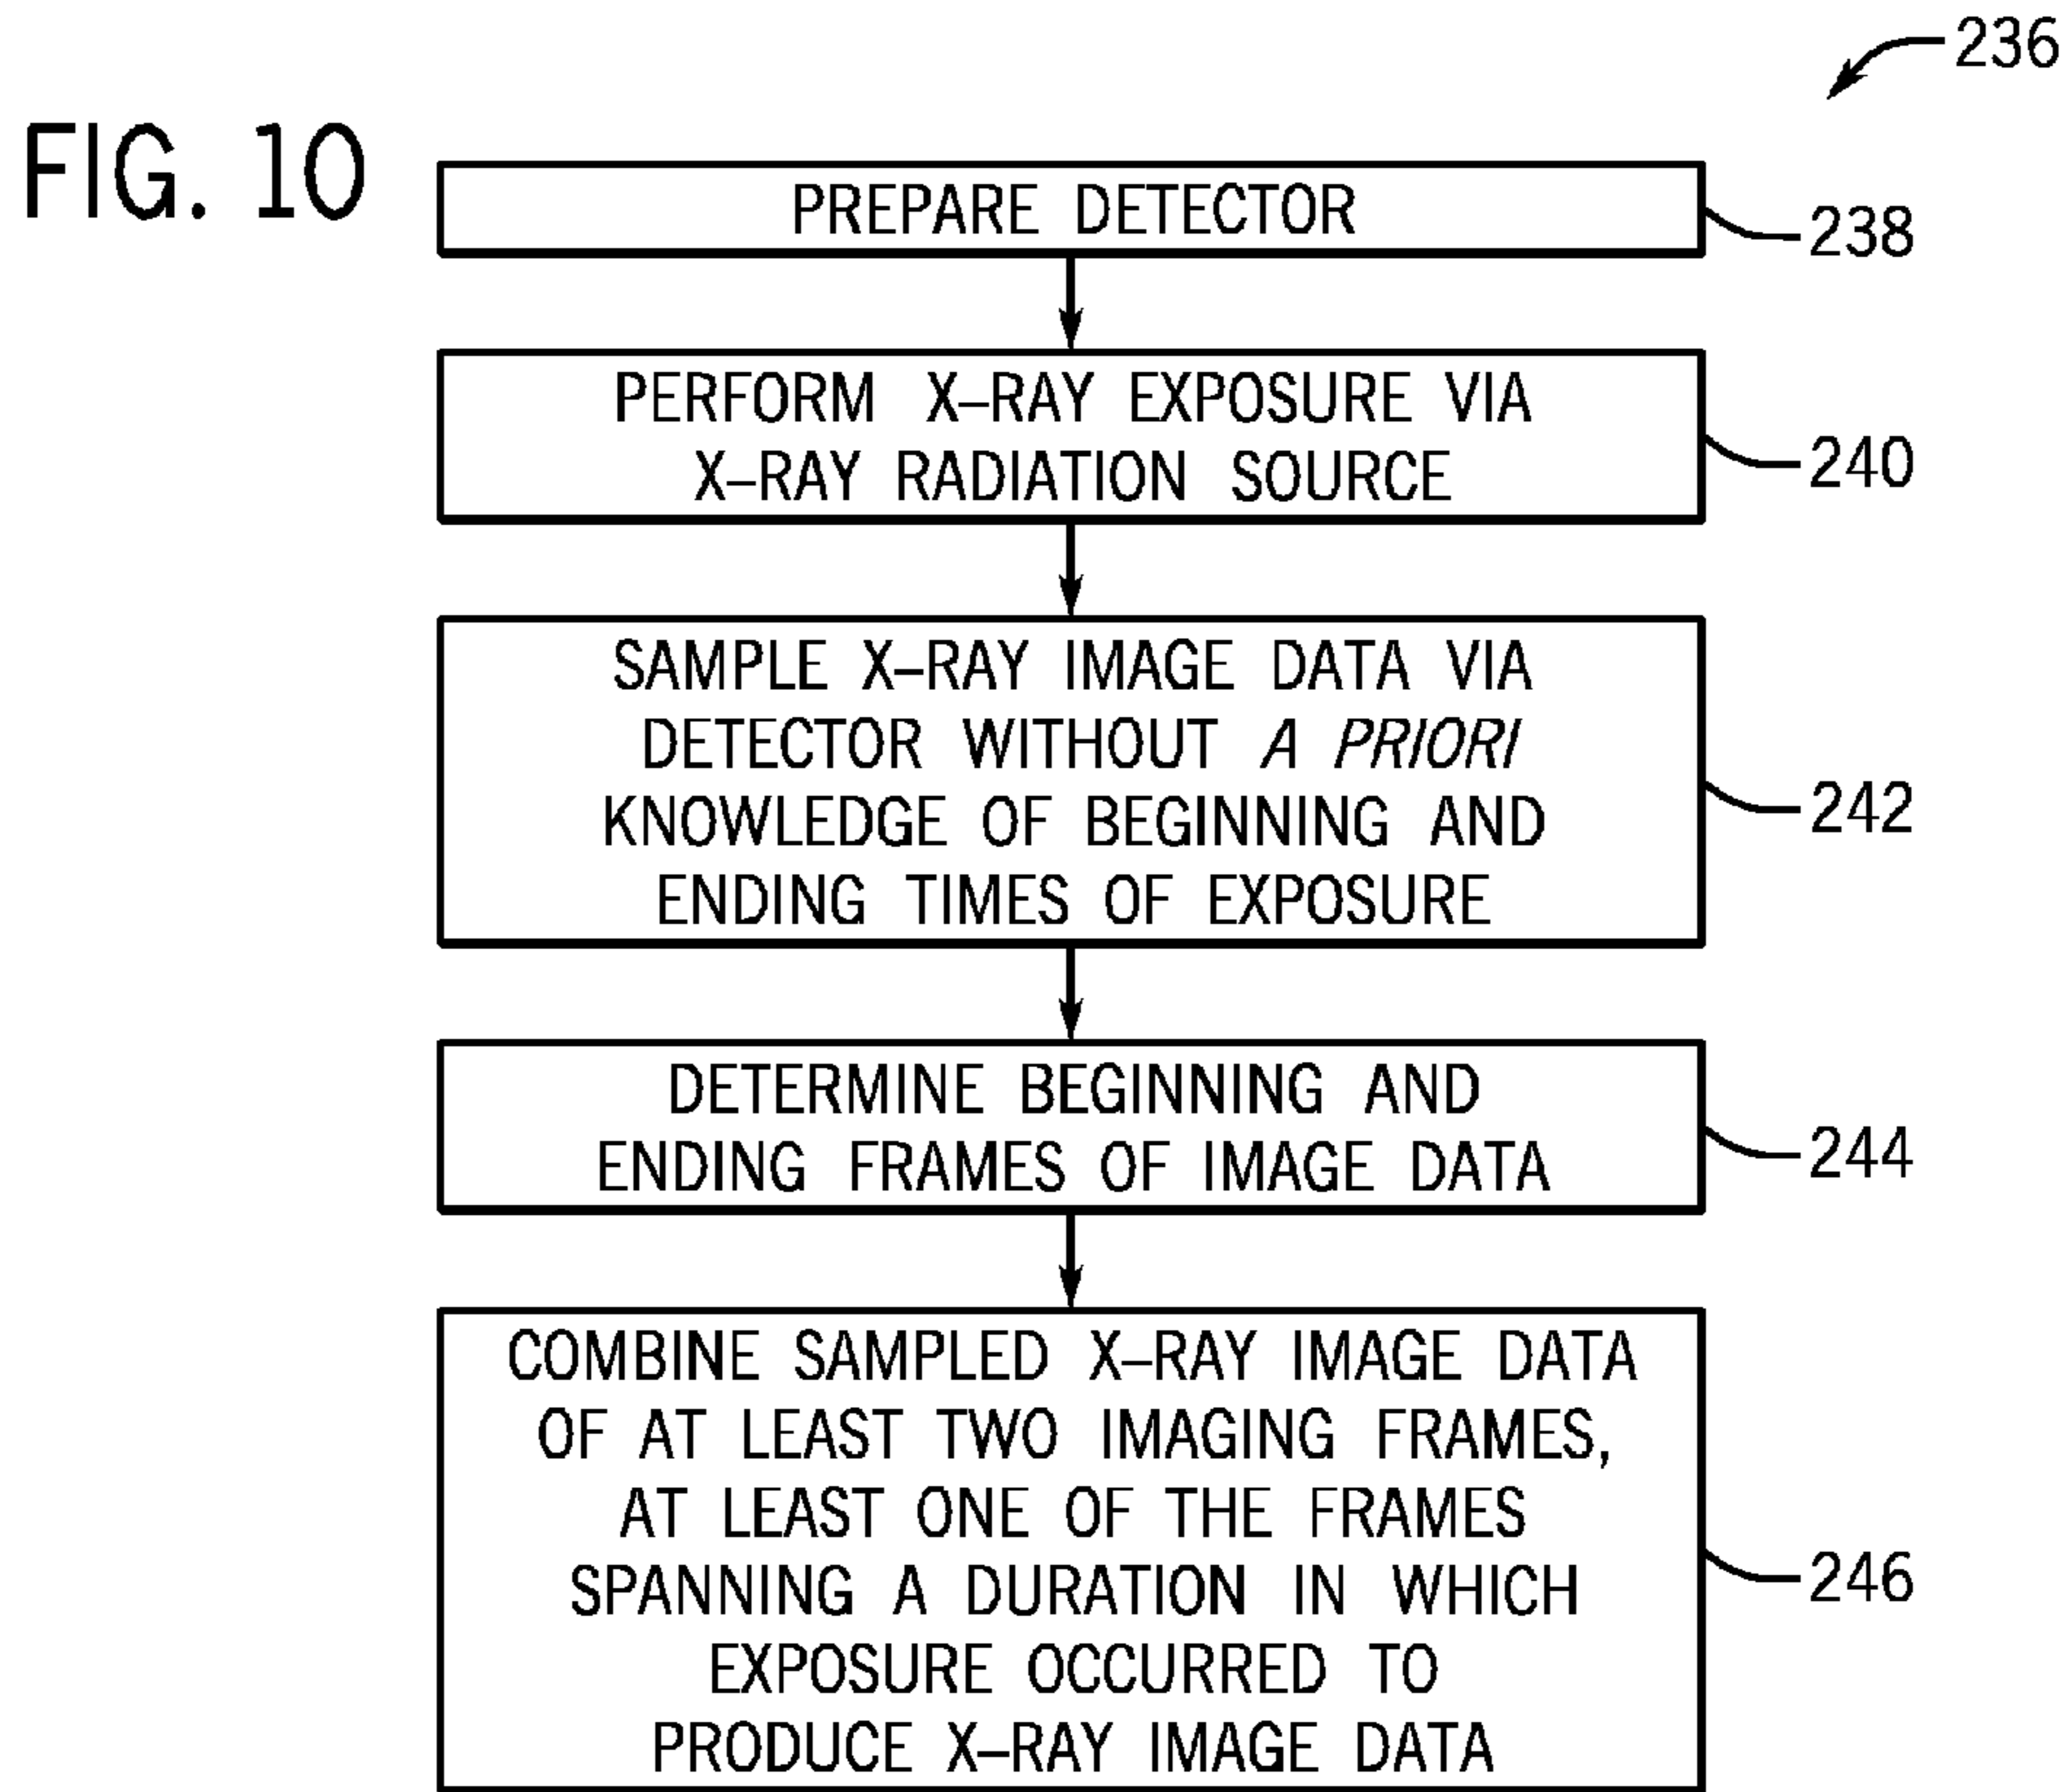 236
FIG. 10
PREPARE DETECTOR
238
PERFORM X-RAY EXPOSURE VIA
X-RAY RADIATION SOURCE
240
SAMPLE X-RAY IMAGE DATA VIA
DETECTOR WITHOUT A PRIORI
KNOWLEDGE OF BEGINNING AND
ENDING TIMES OF EXPOSURE
242
DETERMINE BEGINNING AND
ENDING FRAMES OF IMAGE DATA
244
COMBINE SAMPLED X-RAY IMAGE DATA
OF AT LEAST TWO IMAGING FRAMES,
AT LEAST ONE OF THE FRAMES
SPANNING A DURATION IN WHICH
EXPOSURE OCCURRED TO
PRODUCE X-RAY IMAGE DATA
246